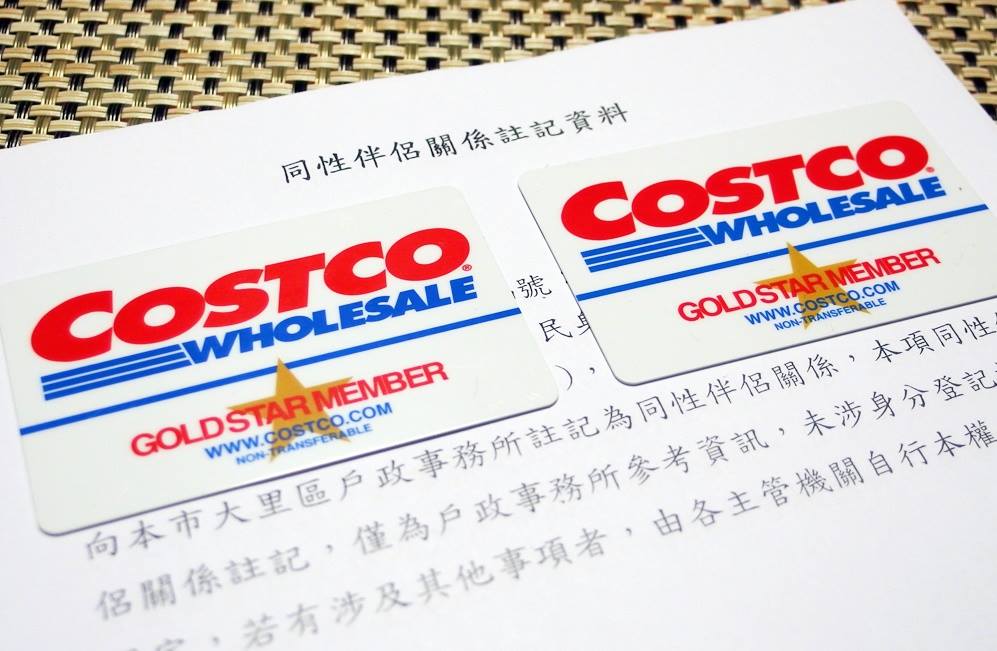 同性伴侶關係註記資料
COSTCO®
WHOLESALE
GOLD STAR MEMBER
WWW.COSTCO.COM
NON-TRANSFERABLE
COSTCO®
WHOLESALE
GOLD STAR MEMBER
WWW.COSTCO.COM
NON-TRANSFERABLE
號
民
），
向本市大里區戶政事務所註記為同性伴侶關係，本項同性
侶關係註記，僅為戶政事務所參考資訊，未涉身分登記
，若有涉及其他事項者，由各主管機關自行本權